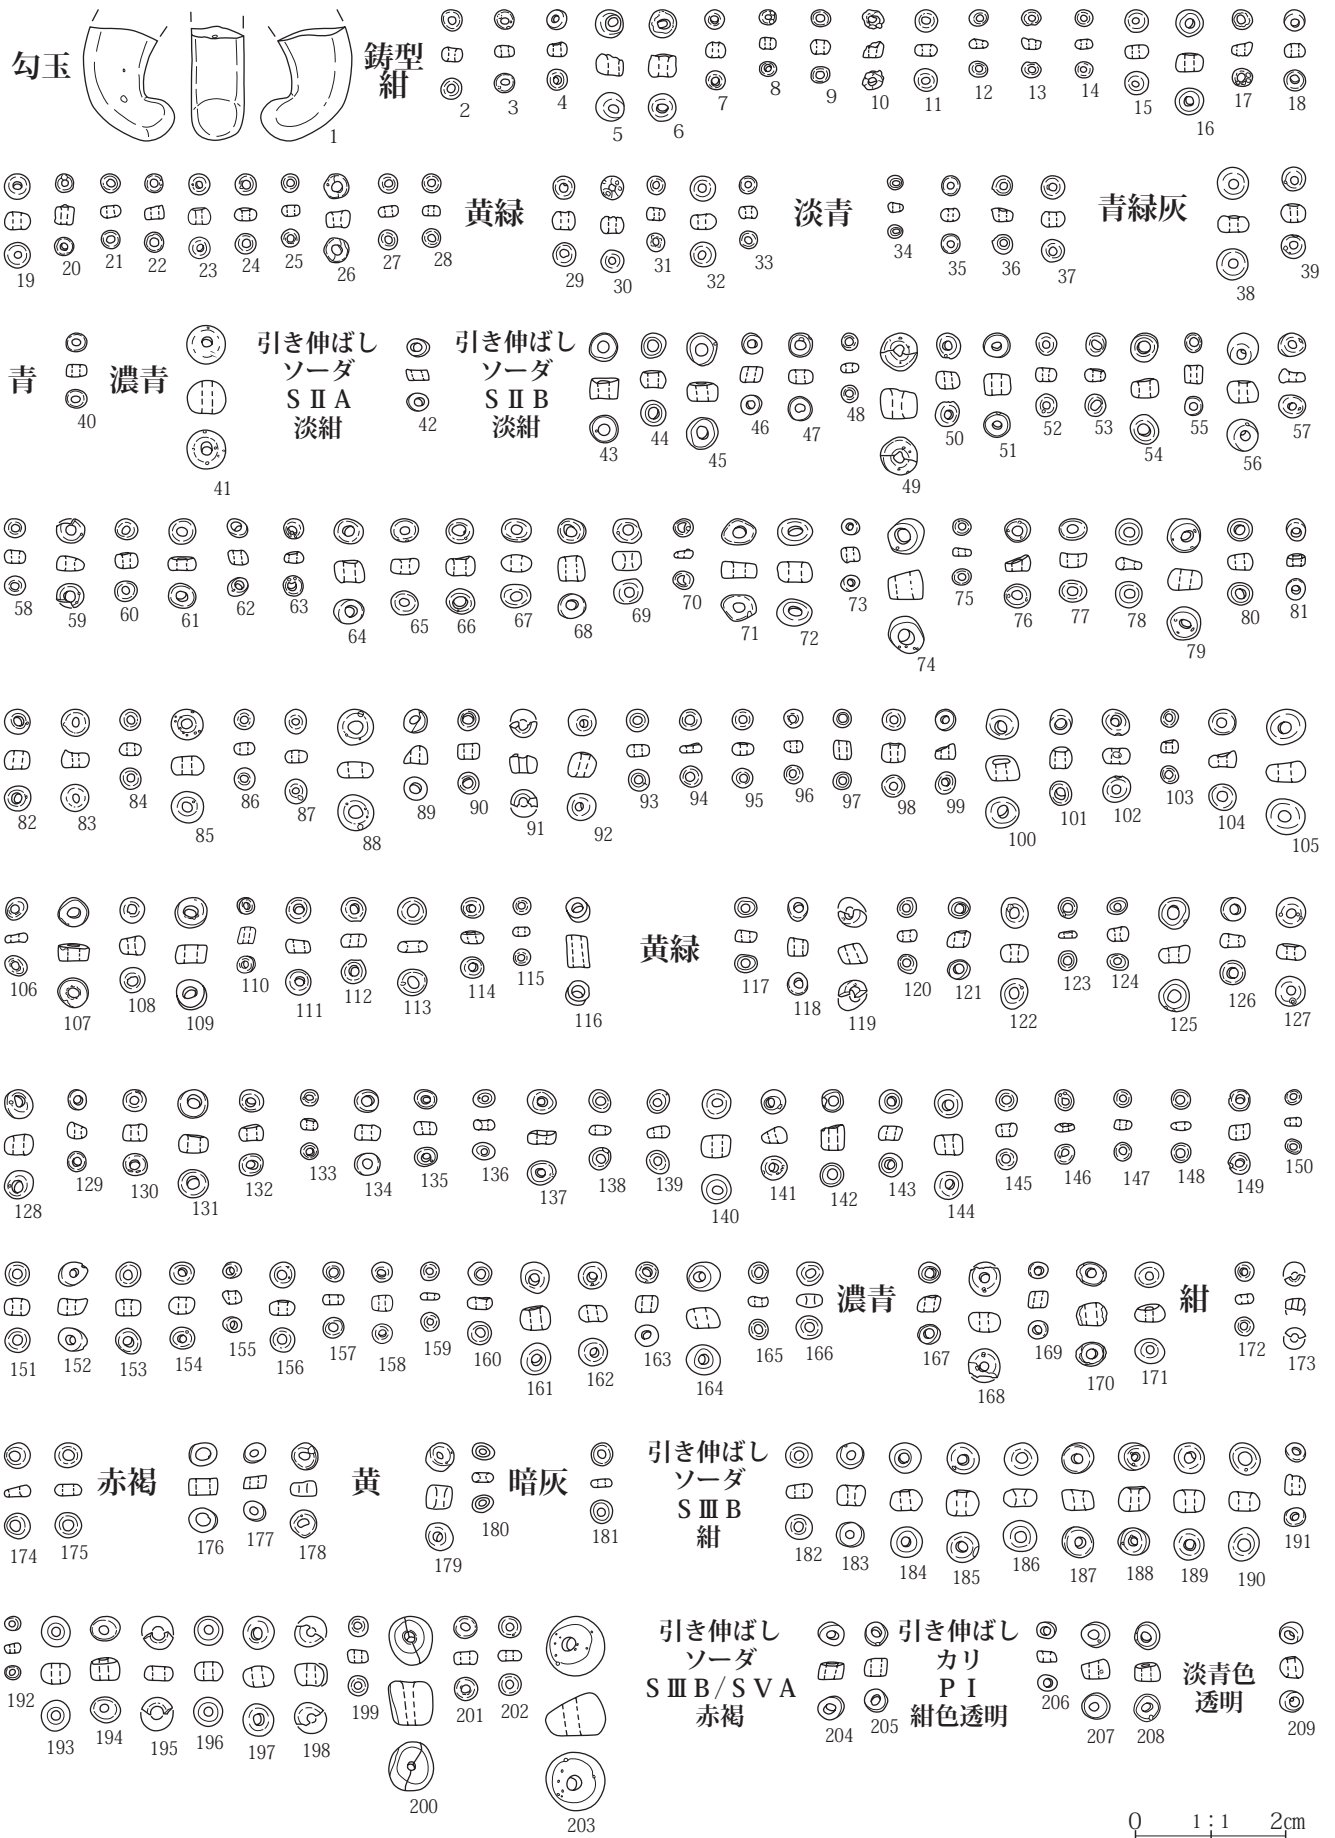 勾玉 1 鋳型 2 3 4 5 6 7 8 9 10 11 12 13 14 15 16 17 18
紺
19 20 21 22 23 24 25 26 27 28 黄緑 29 30 31 32 33 淡青 34 35 36 37 青緑灰 38 39
青 40 濃青 41 引き伸ばし 42 引き伸ばし 43 44 45 46 47 48 49 50 51 52 53 54 55 56 57
ソーダ ソーダ
S Ⅱ A S Ⅱ B
淡紺 淡紺
58 59 60 61 62 63 64 65 66 67 68 69 70 71 72 73 74 75 76 77 78 79 80 81
82 83 84 85 86 87 88 89 90 91 92 93 94 95 96 97 98 99 100 101 102 103 104 105
106 107 108 109 110 111 112 113 114 115 116 黄緑 117 118 119 120 121 122 123 124 125 126 127
128 129 130 131 132 133 134 135 136 137 138 139 140 141 142 143 144 145 146 147 148 149 150
151 152 153 154 155 156 157 158 159 160 161 162 163 164 165 166 濃青 167 168 169 170 171 紺 172 173
174 175 赤褐 176 177 178 黄 179 180 暗灰 181 引き伸ばし 182 183 184 185 186 187 188 189 190 191
ソーダ
S Ⅲ B
紺
192 193 194 195 196 197 198 199 200 201 202 203 引き伸ばし 204 205 引き伸ばし 206 207 208 淡青色 209
ソーダ カリ 透明
S Ⅲ B/S V A P I
赤褐 紺色透明
0 1:1 2cm